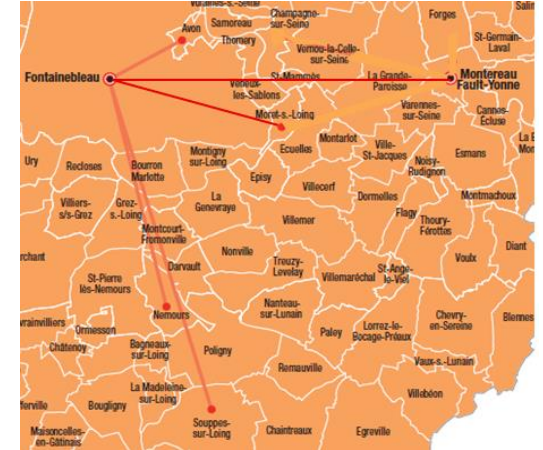 Champagne-
sur-Seine
Forges
Samoreau
Avon
Thomery
St-Germain-
Laval
Vernou-la-Celle-
sur-Seine
Fontainebleau
St-Mammès
La Grande-
Paroisse
Montereau
Fault-Yonne
Veneux-
les-Sablons
Varennes-
sur-Seine
Cannes-
Écluse
Moret-s.-Loing
Ecuelles
Montarlot
Ville-
St-Jacques
Esmans
Montigny
sur-Loing
Ury
Recloses
Bourron
Marlotte
Noisy-
Rudignon
Episy
Villecerf
Dormelles
Montmachoux
La
Genevraye
Villiers-
s/s-Grez
Grez-
s.-Loing
Flagy
Thoury-
Férottes
Villemer
Montcourt-
Fromonville
Diant
Nonville
Voulx
Darvault
Treuzy-
Levelay
St-Ange-
le-Viel
Villemaréchal
St-Pierre
lès-Nemours
Nanteau-
sur-Lunain
Nemours
Chevry-
en-Sereine
Blennes
Ormesson
Paley
Lorrez-le-
Bocage-Préaux
Châtenoy
Bagneaux-
sur-Loing
Poligny
Vaux-s.-Lunain
Remauville
La Madeleine-
sur-Loing
Villebéon
Bougligny
Souppes-
sur-Loing
Chaintreaux
Egreville
Maisoncelles-
en-Gâtinais